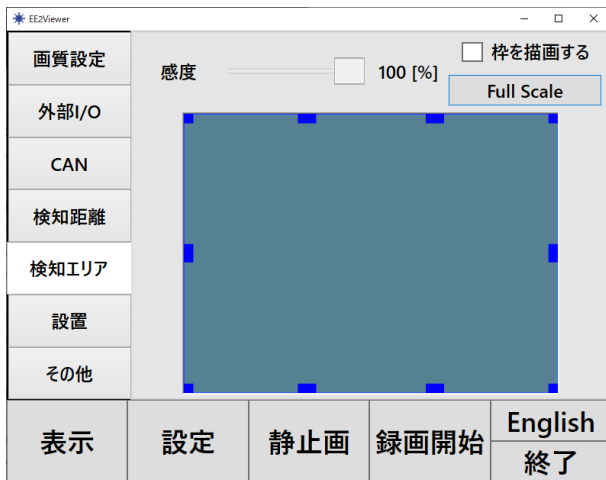 EE2Viewer
画質設定
外部I/O
CAN
検知距離
検知エリア
設置
その他
感度
100 [%]
枠を描画する
Full Scale
表示
設定
静止画
録画開始
English
終了